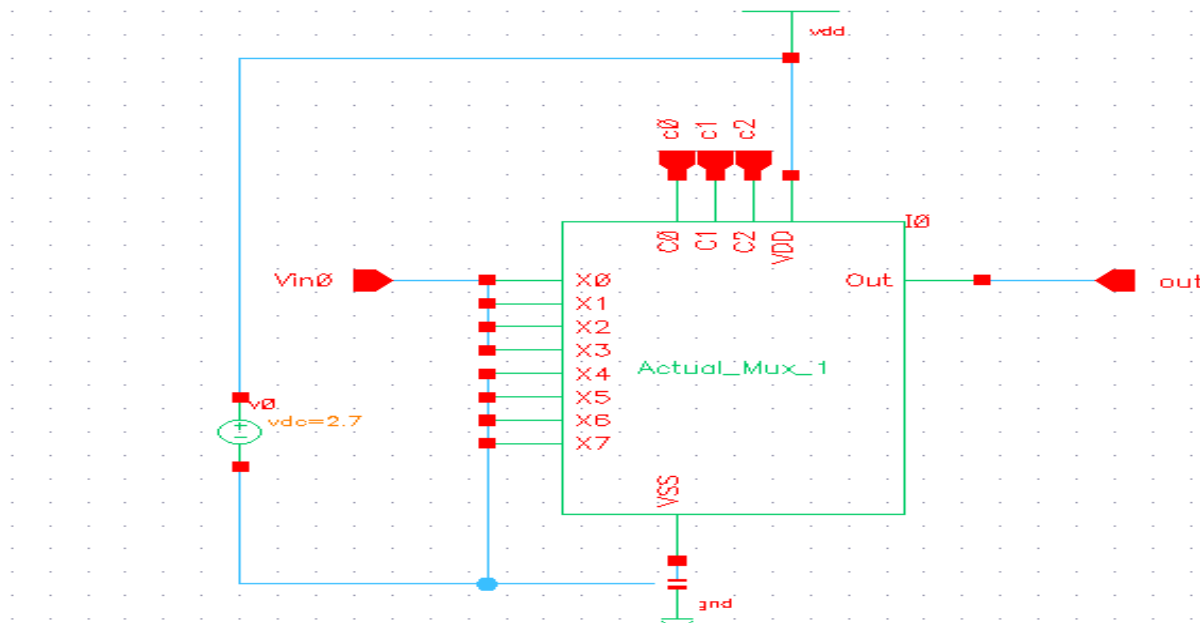 vdd
c0 c1 c2
I0
C0 C1 C2 VDD
Vin0
X0
Out
out
X1
X2
X3
X4
Actual_Mux_1
X5
X6
X7
v0
vdc=2.7
VSS
gnd